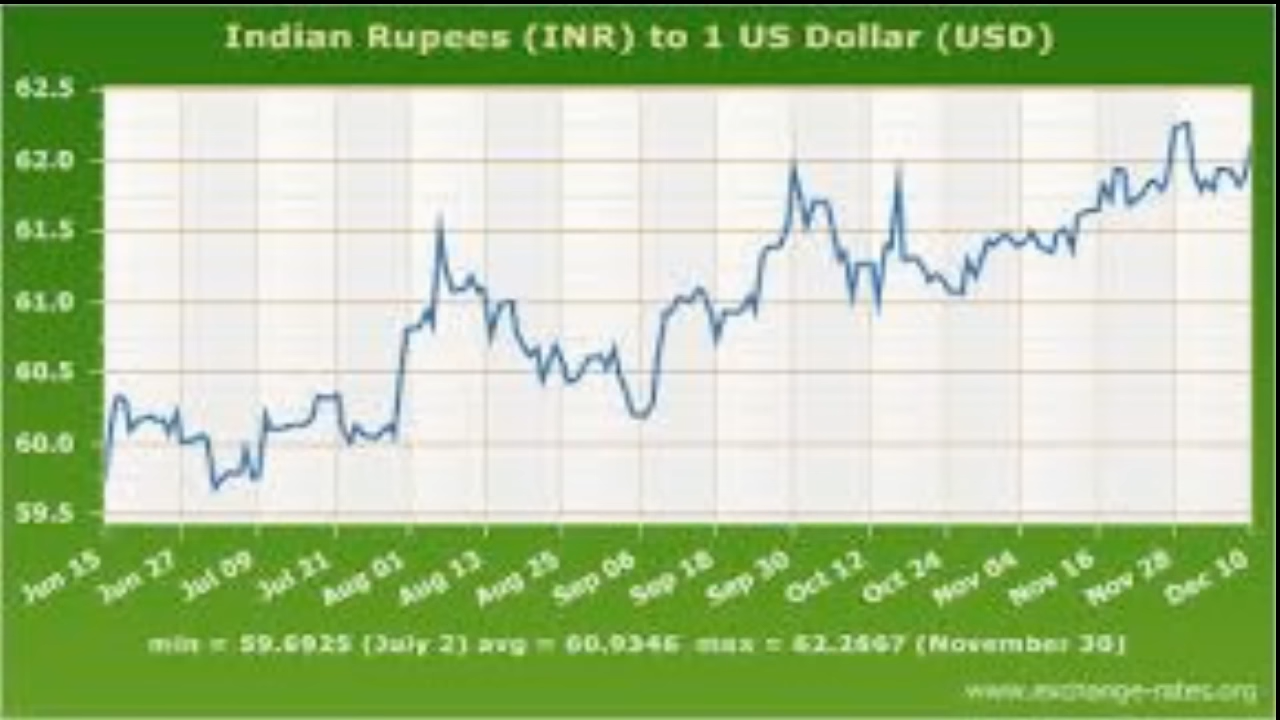 Indian Rupees (INR) to 1 US Dollar (USD)
62.5
62.0
61.5
61.0
60.5
60.0
59.5
Jun 15 Jun 27 Jul 09 Jul 21 Aug 01 Aug 13 Aug 25 Sep 06 Sep 18 Sep 30 Oct 12 Oct 24 Nov 04 Nov 16 Nov 28 Dec 10
min = 59.6925 (July 2) avg = 60.9346 max = 62.2667 (November 30)
www.exchange-rates.org